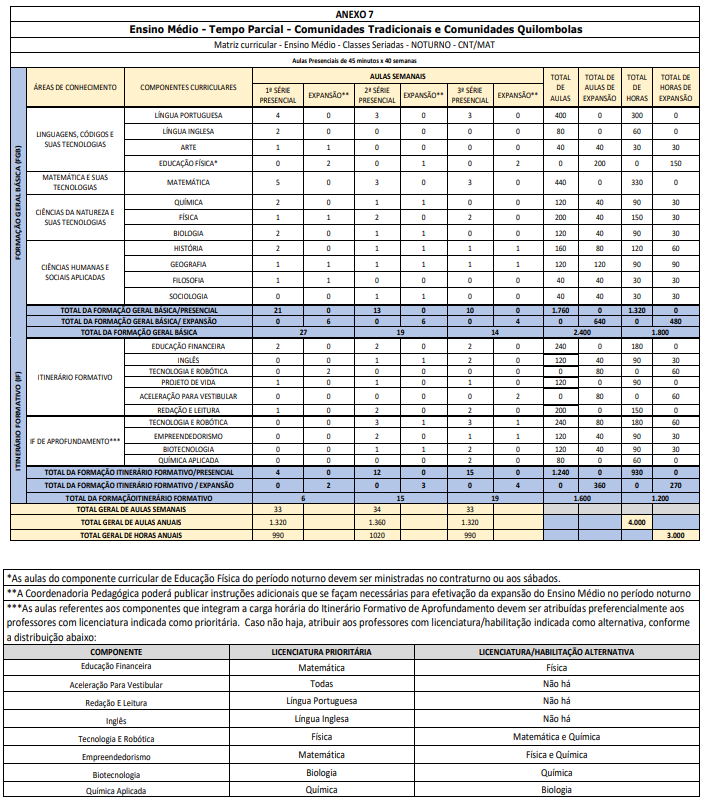 ANEXO 7
Ensino Médio - Tempo Parcial - Comunidades Tradicionais e Comunidades Quilombolas
Matriz curricular - Ensino Médio - Classes Seriadas - NOTURNO - CNT/MAT
Aulas Presenciais de 45 minutos x 40 semanas
ÁREAS DE CONHECIMENTO COMPONENTES CURRICULARES AULAS SEMANAIS TOTAL DE AULAS TOTAL DE AULAS DE EXPANSÃO TOTAL DE HORAS TOTAL DE HORAS DE EXPANSÃO
1ª SÉRIE PRESENCIAL EXPANSÃO** 2ª SÉRIE PRESENCIAL EXPANSÃO** 3ª SÉRIE PRESENCIAL EXPANSÃO**
FORMAÇÃO GERAL BÁSICA (FGB)
LINGUAGENS, CÓDIGOS E SUAS TECNOLOGIAS
LÍNGUA PORTUGUESA 4 0 3 0 3 0 400 0 300 0
LÍNGUA INGLESA 2 0 0 0 0 0 80 0 60 0
ARTE 1 1 0 0 0 0 40 40 30 30
EDUCAÇÃO FÍSICA* 0 2 0 1 0 2 0 200 0 150
MATEMÁTICA E SUAS TECNOLOGIAS
MATEMÁTICA 5 0 3 0 3 0 440 0 330 0
CIÊNCIAS DA NATUREZA E SUAS TECNOLOGIAS
QUÍMICA 2 0 1 1 0 0 120 40 90 30
FÍSICA 1 1 2 0 2 0 200 40 150 30
BIOLOGIA 2 0 1 1 0 0 120 40 90 30
CIÊNCIAS HUMANAS E SOCIAIS APLICADAS
HISTÓRIA 2 0 1 1 1 1 160 80 120 60
GEOGRAFIA 1 1 1 1 1 1 120 120 90 90
FILOSOFIA 1 1 0 0 0 0 40 40 30 30
SOCIOLOGIA 0 0 1 1 0 0 40 40 30 30
TOTAL DA FORMAÇÃO GERAL BÁSICA/PRESENCIAL 21 0 13 0 10 0 1.760 0 1.320 0
TOTAL DA FORMAÇÃO GERAL BÁSICA/ EXPANSÃO 0 6 0 6 0 4 0 640 0 480
TOTAL DA FORMAÇÃO GERAL BÁSICA 27 19 14 2.400 1.800
ITINERÁRIO FORMATIVO (IF)
ITINERÁRIO FORMATIVO
EDUCAÇÃO FINANCEIRA 2 0 2 0 2 0 240 0 180 0
INGLÊS 0 0 1 1 2 0 120 40 90 30
TECNOLOGIA E ROBÓTICA 0 2 0 0 0 0 0 80 0 60
PROJETO DE VIDA 1 0 1 0 1 0 120 0 90 0
ACELERAÇÃO PARA VESTIBULAR 0 0 0 0 0 2 0 80 0 60
REDAÇÃO E LEITURA 1 0 2 0 2 0 200 0 150 0
IF DE APROFUNDAMENTO***
TECNOLOGIA E ROBÓTICA 0 0 3 1 3 1 240 80 180 60
EMPREENDEDORISMO 0 0 2 0 1 1 120 40 90 30
BIOTECNOLOGIA 0 0 1 1 2 0 120 40 90 30
QUÍMICA APLICADA 0 0 0 0 2 0 80 0 60 0
TOTAL DA FORMAÇÃO ITINERÁRIO FORMATIVO/PRESENCIAL 4 0 12 0 15 0 1.240 0 930 0
TOTAL DA FORMAÇÃO ITINERÁRIO FORMATIVO / EXPANSÃO 0 2 0 3 0 4 0 360 0 270
TOTAL DA FORMAÇÃOITINERÁRIO FORMATIVO 6 15 19 1.600 1.200
TOTAL GERAL DE AULAS SEMANAIS 33 34 33
TOTAL GERAL DE AULAS ANUAIS 1.320 1.360 1.320 4.000
TOTAL GERAL DE HORAS ANUAIS 990 1020 990 3.000
*As aulas do componente curricular de Educação Física do período noturno devem ser ministradas no contraturno ou aos sábados.
**A Coordenadoria Pedagógica poderá publicar instruções adicionais que se façam necessárias para efetivação da expansão do Ensino Médio no período noturno
***As aulas referentes aos componentes que integram a carga horária do Itinerário Formativo de Aprofundamento devem ser atribuídas preferencialmente aos
professores com licenciatura indicada como prioritária. Caso não haja, atribuir aos professores com licenciatura/habilitação indicada como alternativa, conforme
a distribuição abaixo:
COMPONENTE LICENCIATURA PRIORITÁRIA LICENCIATURA/HABILITAÇÃO ALTERNATIVA
Educação Financeira Matemática Física
Aceleração Para Vestibular Todas Não há
Redação E Leitura Língua Portuguesa Não há
Inglês Língua Inglesa Não há
Tecnologia E Robótica Física Matemática e Química
Empreendedorismo Matemática Física e Química
Biotecnologia Biologia Química
Química Aplicada Química Biologia